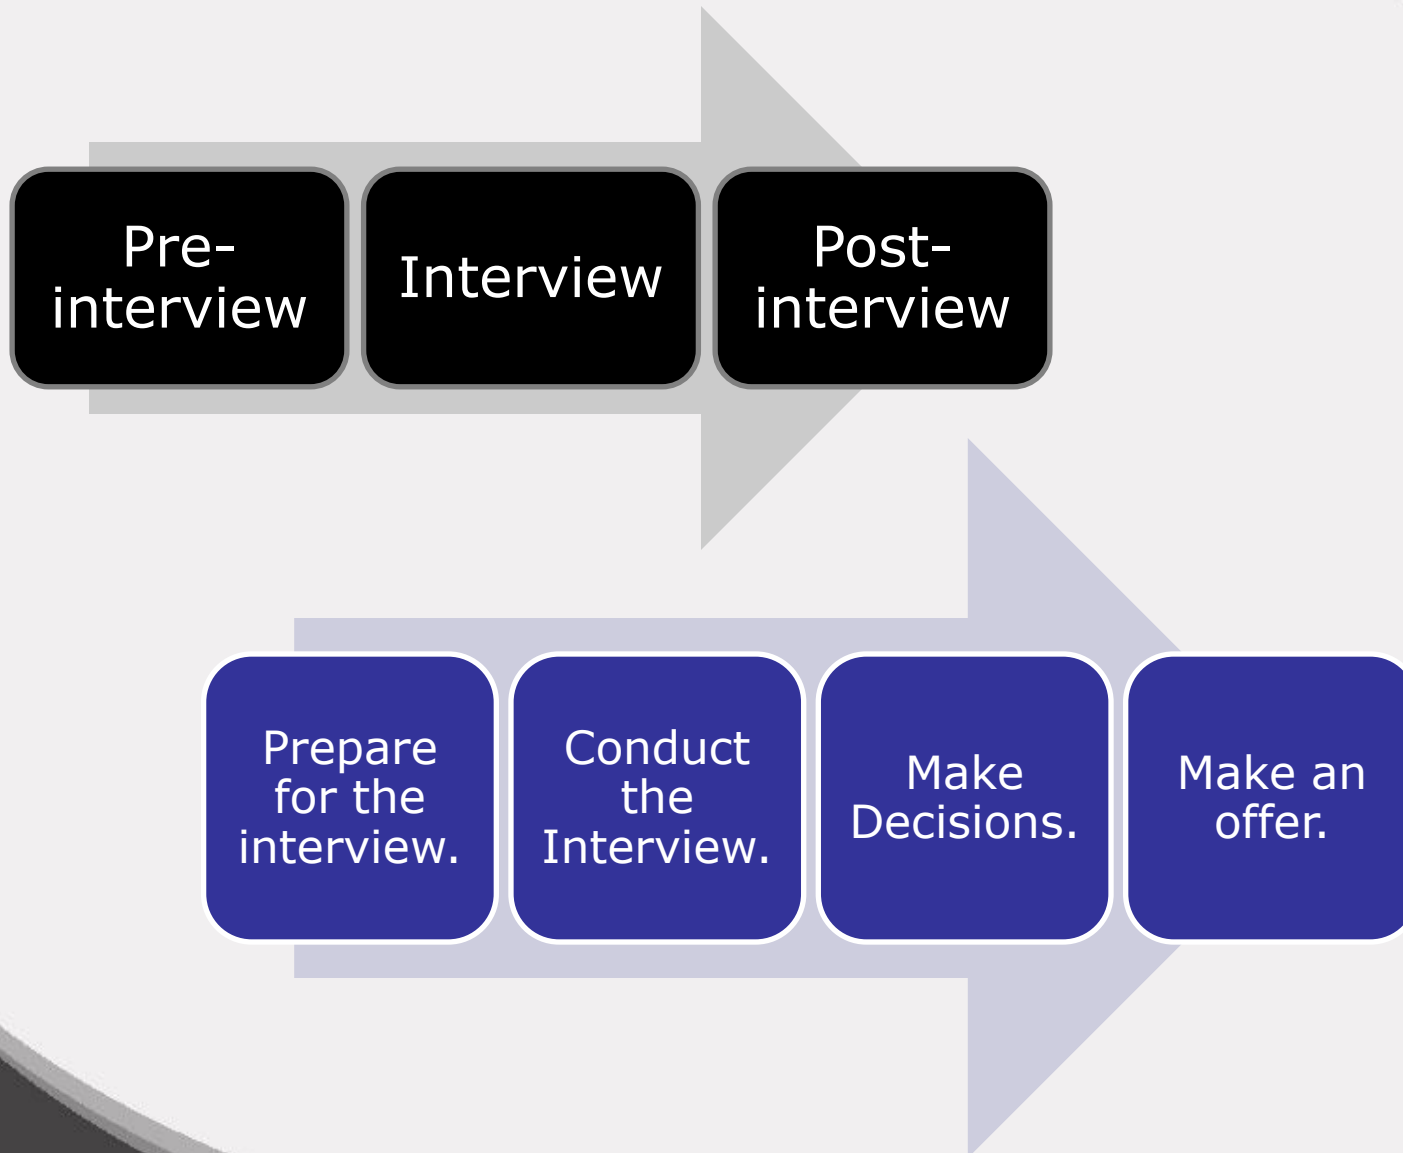 Pre-
interview
Interview
Post-
interview
Prepare
for the
interview.
Conduct
the
Interview.
Make
Decisions.
Make an
offer.